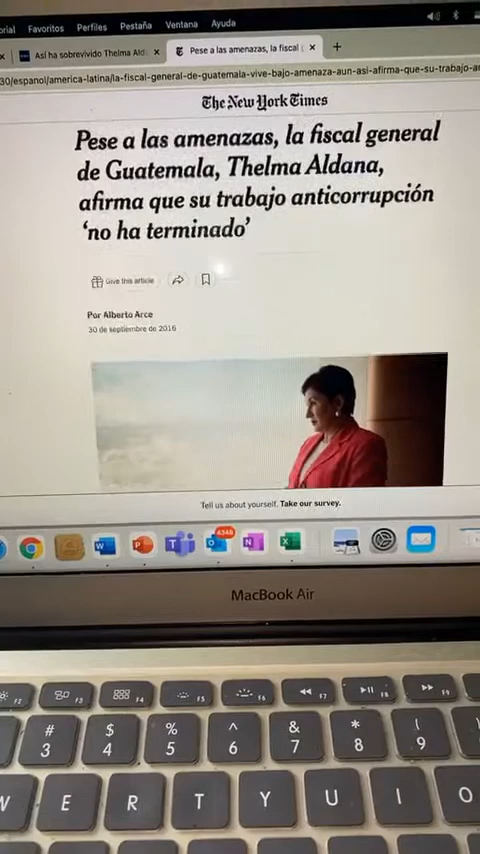 orial Favoritos Perfiles Pestaña Ventana Ayuda
Así ha sobrevivido Thelma Ald
Pese a las amenazas, la fiscal
30/espanol/america-latina/la-fiscal-general-de-guatemala-vive-bajo-amenaza-aun-asi-afirma-que-su-trabajo-a
The New York Times
Pese a las amenazas, la fiscal general
de Guatemala, Thelma Aldana,
afirma que su trabajo anticorrupción
‘no ha terminado’
Give this article
Por Alberto Arce
30 de septiembre de 2016
Tell us about yourself. Take our survey.
W P T O 4346 N X
MacBook Air
F2 F3 F4 F5 F6 F7 F8 F9
# $ % ^ & * (
3 4 5 6 7 8 9
W E R T Y U I O